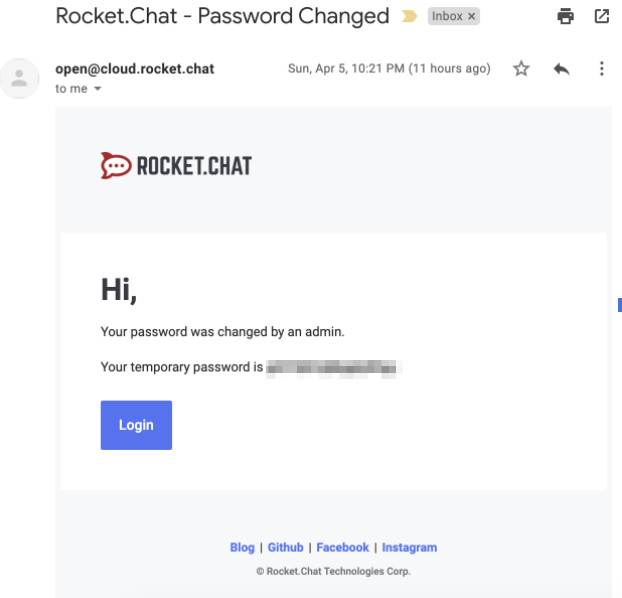 Rocket.Chat - Password Changed
Inbox ×
open@cloud.rocket.chat
Sun, Apr 5, 10:21 PM (11 hours ago)
to me
ROCKET.CHAT
Hi,
Your password was changed by an admin.
Your temporary password is
Login
Blog | Github | Facebook | Instagram
© Rocket.Chat Technologies Corp.